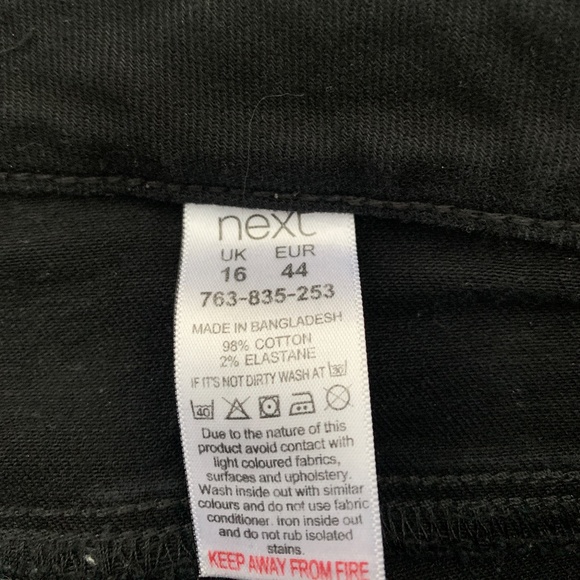 next
UK EUR
16 44
763-835-253
MADE IN BANGLADESH
98% COTTON
2% ELASTANE
IF IT'S NOT DIRTY WASH AT 30
40
Due to the nature of this
product avoid contact with
light coloured fabrics,
surfaces and upholstery.
Wash inside out with similar
colours and do not use fabric
conditioner. Iron inside out
and do not rub isolated
stains.
KEEP AWAY FROM FIRE